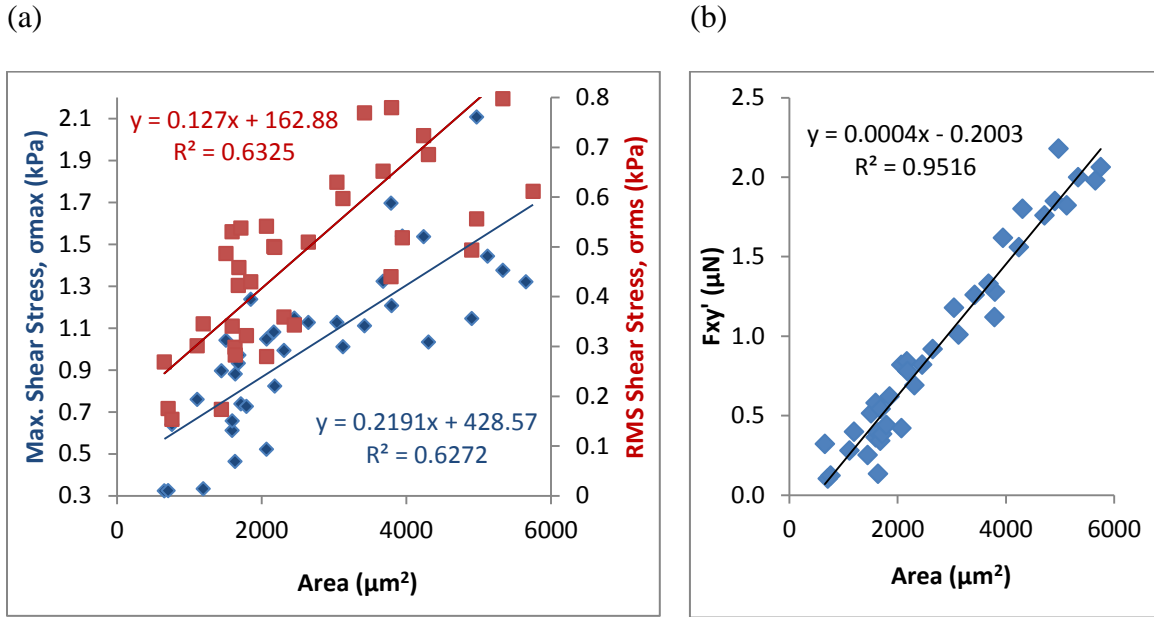 (a)
(b)
Max. Shear Stress, σmax (kPa)
2.1
1.9
1.7
1.5
1.3
1.1
0.9
0.7
0.5
0.3
y = 0.127x + 162.88
R² = 0.6325
y = 0.2191x + 428.57
R² = 0.6272
0.8
0.7
0.6
0.5
0.4
0.3
0.2
0.1
0
RMS Shear Stress, σrms (kPa)
0 2000 4000 6000
Area (µm²)
Fxy' (µN)
2.5
2.0
1.5
1.0
0.5
0.0
y = 0.0004x - 0.2003
R² = 0.9516
0 2000 4000 6000
Area (µm²)